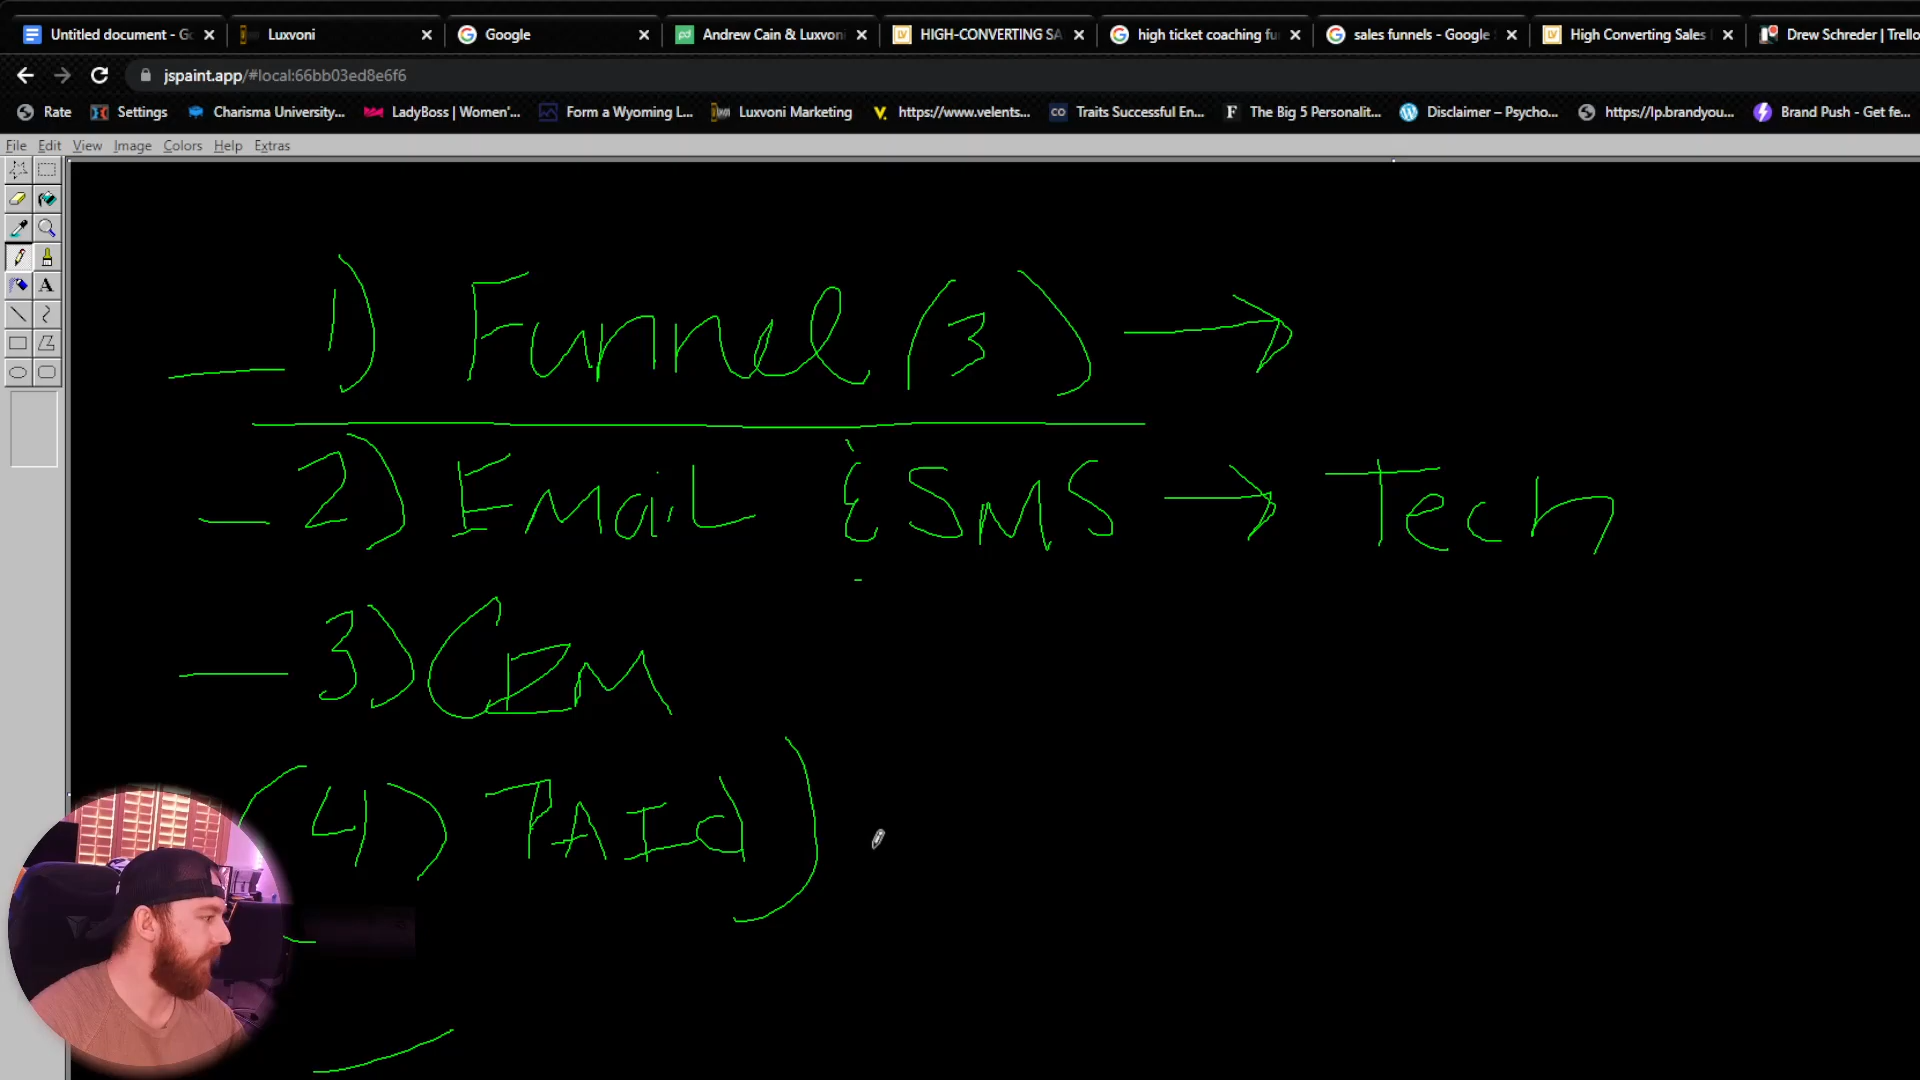 Untitled document - Go
Luxvoni
Google
Andrew Cain & Luxvoni
HIGH-CONVERTING SA
high ticket coaching fu
sales funnels - Google
High Converting Sales
Drew Schreder | Trello
jspaint.app/#local:66bb03ed8e6f6
Rate
Settings
Charisma University,...
LadyBoss | Women'...
Form a Wyoming L...
Luxvoni Marketing
https://www.velents...
Traits Successful En...
The Big 5 Personalit...
Disclaimer – Psycho...
https://lp.brandyou...
Brand Push - Get fe...
File Edit View Image Colors Help Extras
1) Funnel (3) →
2) Email & SMS → Tech
3) CRM
(4) PAId)